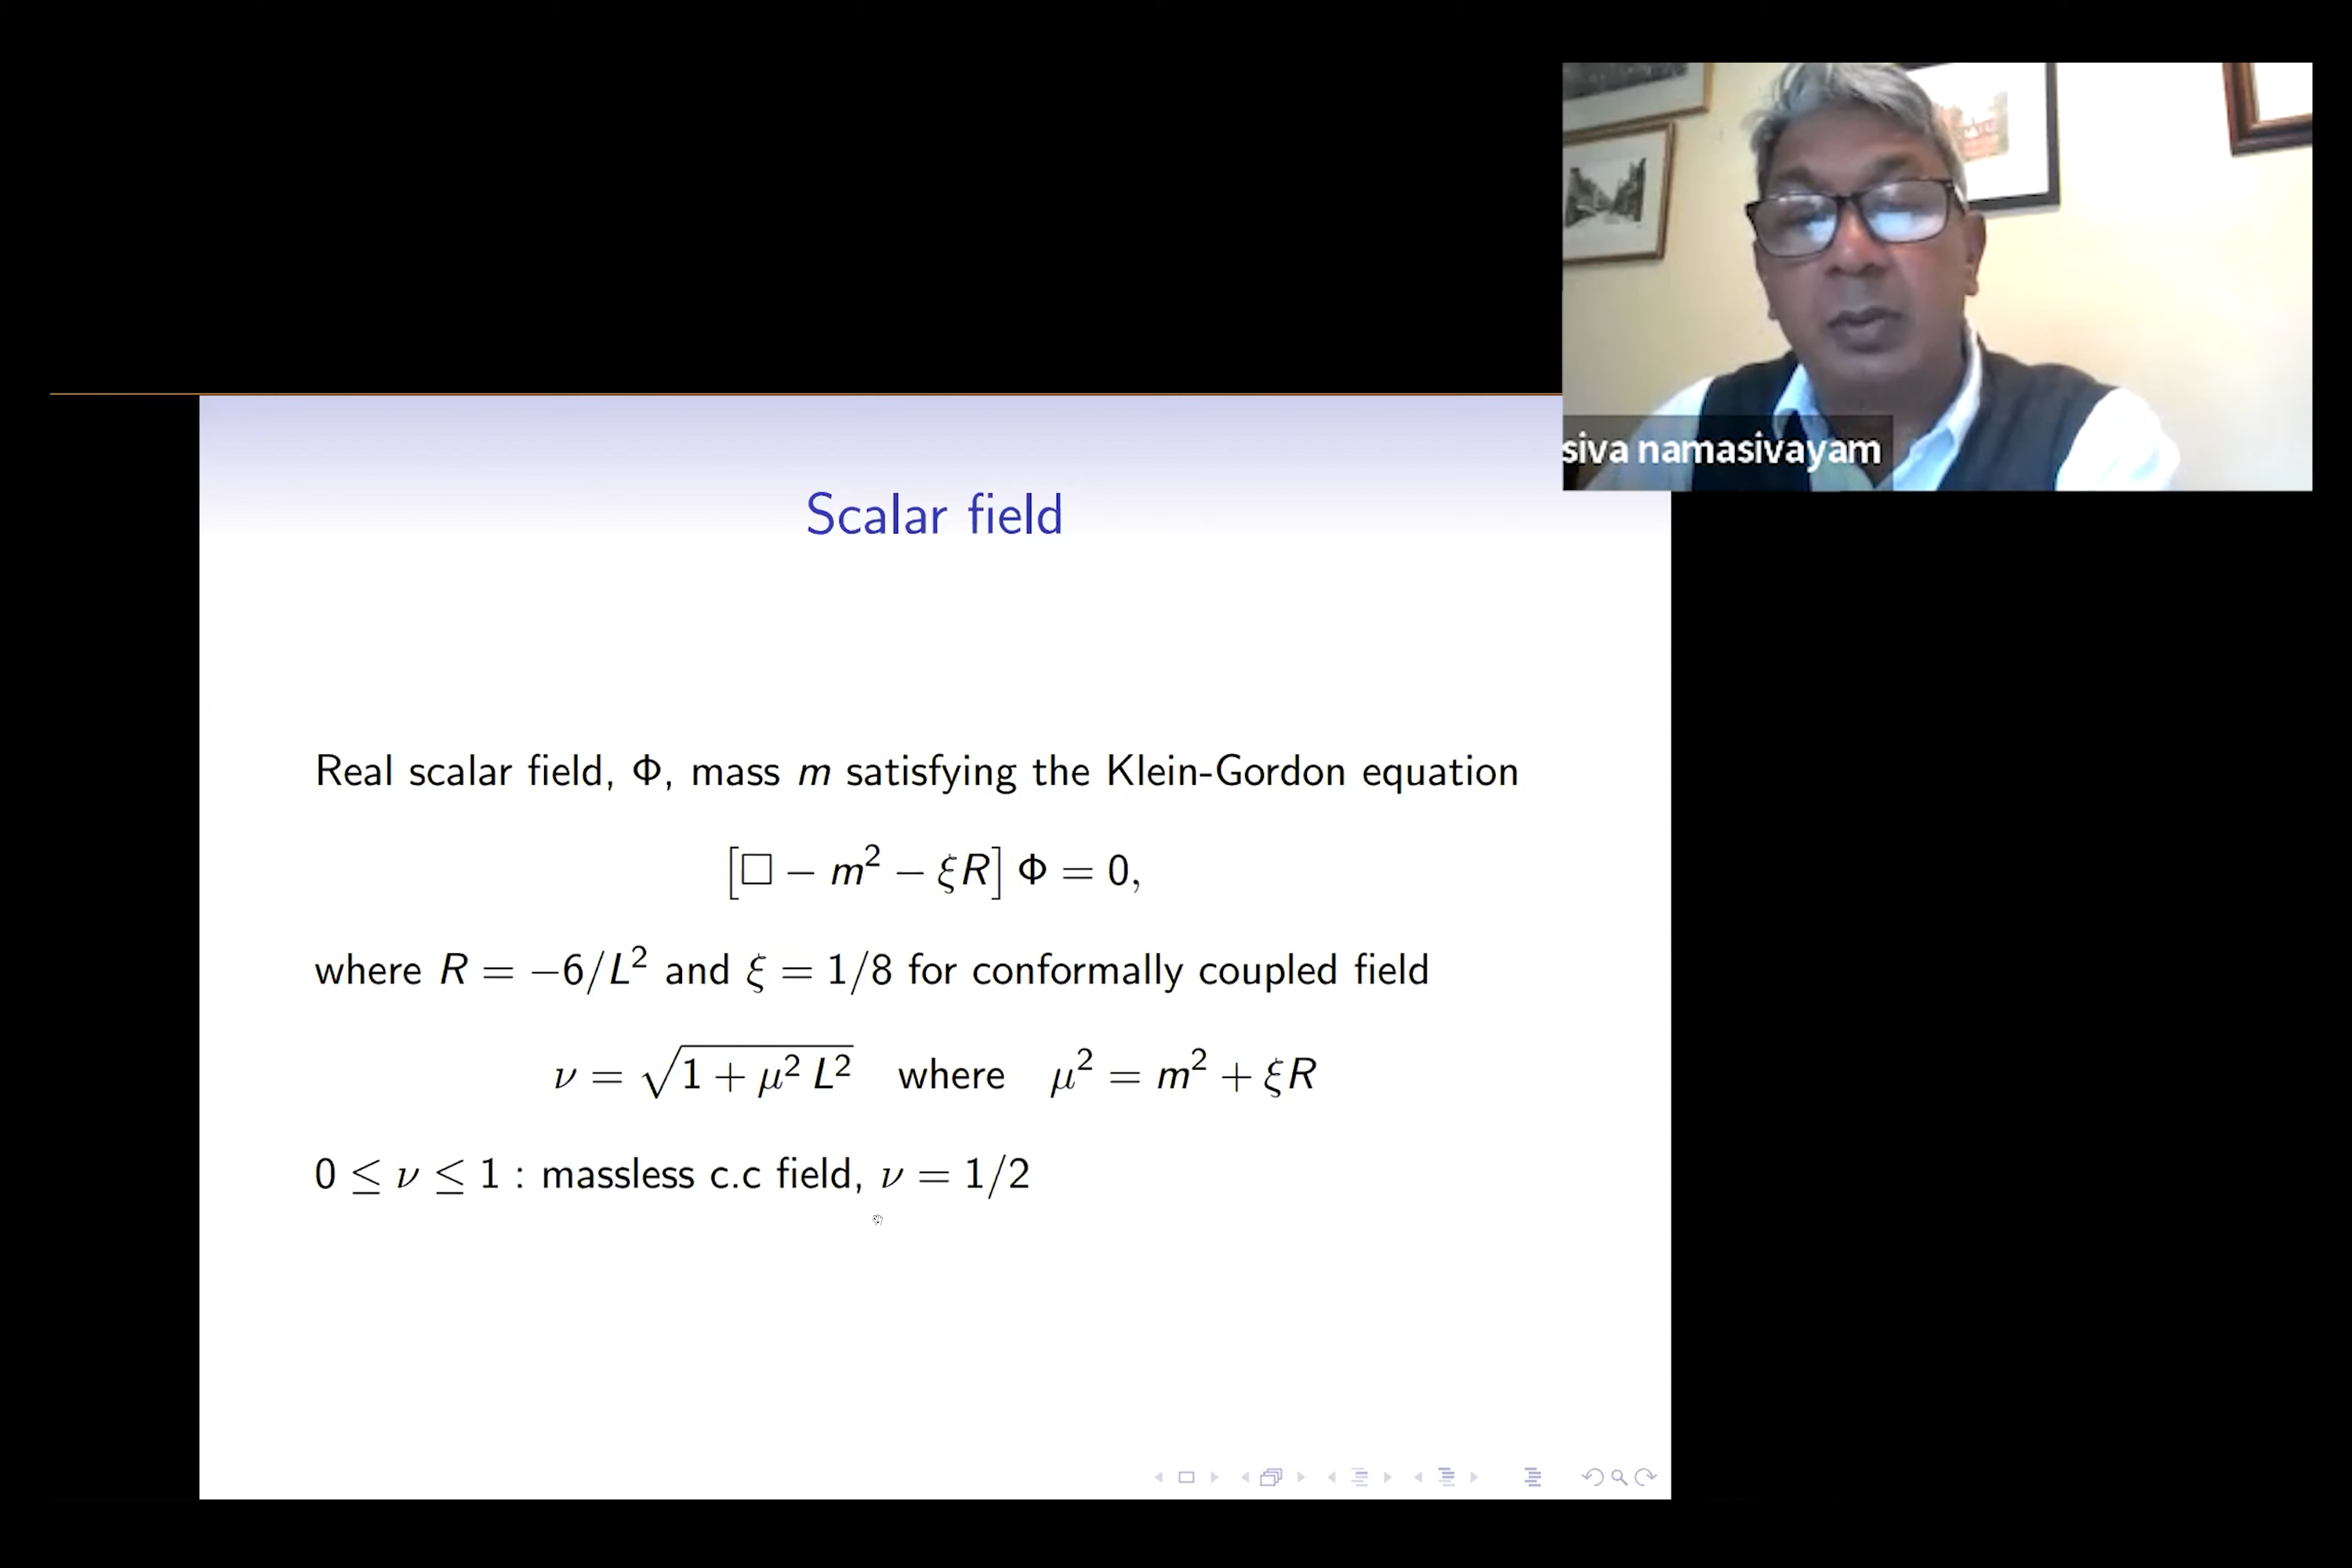 siva namasivayam
Scalar field
Real scalar field, Φ, mass m satisfying the Klein-Gordon equation
[□ − m² − ξR] Φ = 0,
where R = −6/L² and ξ = 1/8 for conformally coupled field
ν = √(1 + μ² L²) where μ² = m² + ξR
0 ≤ ν ≤ 1 : massless c.c field, ν = 1/2